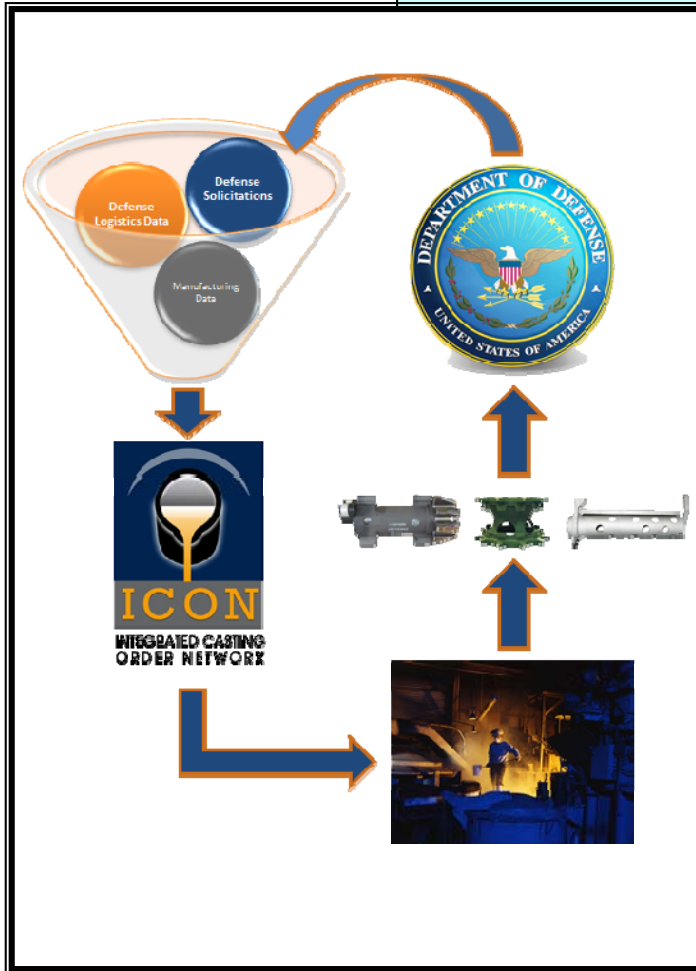 Defense
Logistics Data
Defense
Solicitations
Manufacturing
Data
DEPARTMENT OF DEFENSE
UNITED STATES OF AMERICA
ICON
INTEGRATED CASTING
ORDER NETWORK